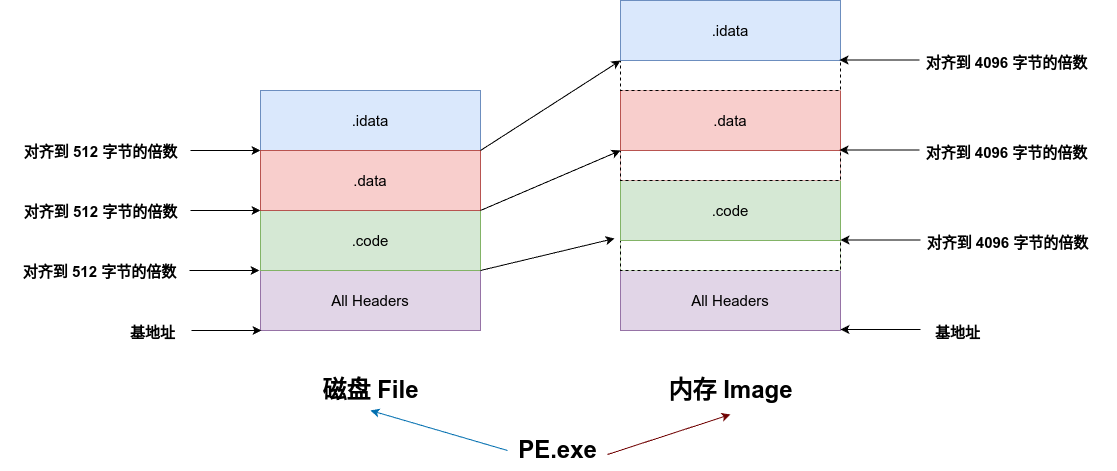 .idata
对齐到 4096 字节的倍数
.idata
.data
对齐到 512 字节的倍数
对齐到 4096 字节的倍数
.data
对齐到 512 字节的倍数
.code
.code
对齐到 4096 字节的倍数
对齐到 512 字节的倍数
All Headers
All Headers
基地址
基地址
磁盘 File
内存 Image
PE.exe